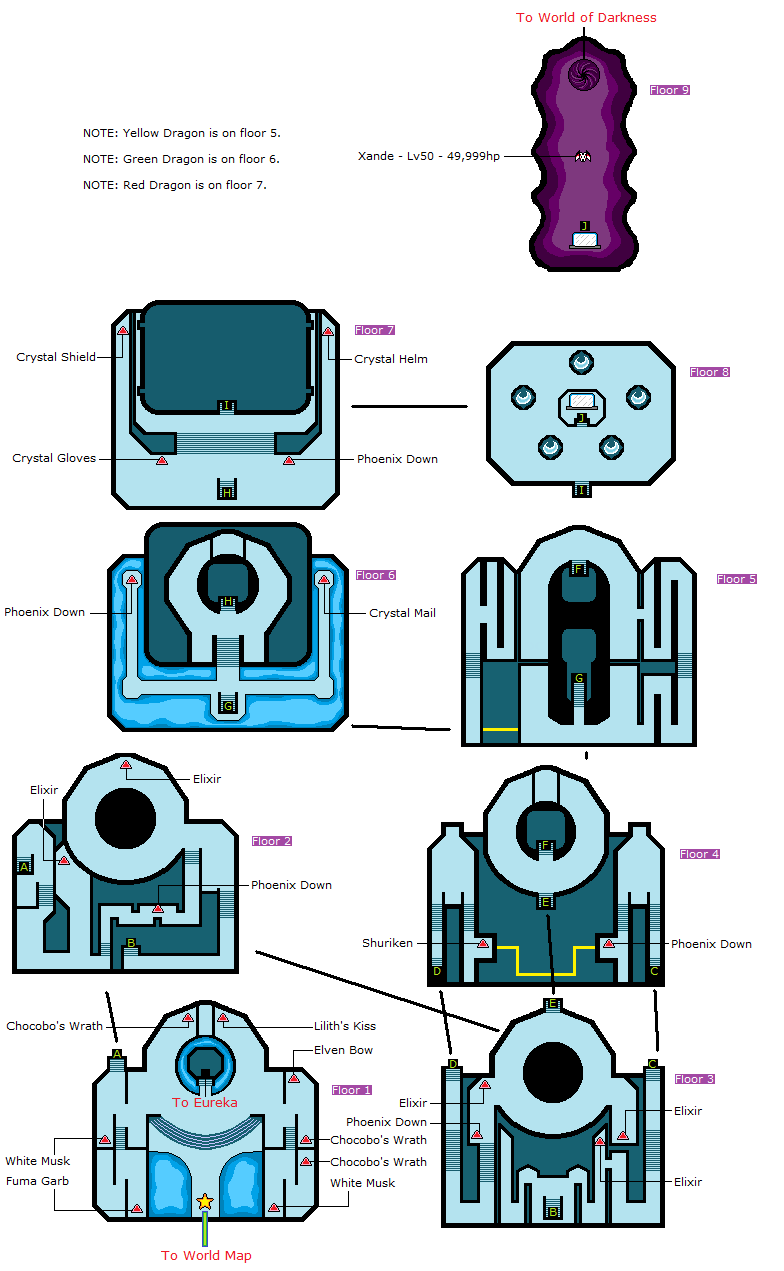 To World of Darkness
Floor 9
NOTE: Yellow Dragon is on floor 5.
NOTE: Green Dragon is on floor 6.
NOTE: Red Dragon is on floor 7.
Xande - Lv50 - 49,999hp
J
Floor 7
Crystal Shield
Crystal Helm
I
Crystal Gloves
Phoenix Down
H
Floor 8
J
I
Floor 6
Phoenix Down
Crystal Mail
H
G
Floor 5
F
G
Elixir
Elixir
Floor 2
A
Phoenix Down
B
Floor 4
F
E
Shuriken
Phoenix Down
D
C
Chocobo's Wrath
Lilith's Kiss
A
Elven Bow
Floor 1
To Eureka
Chocobo's Wrath
White Musk
Chocobo's Wrath
Fuma Garb
White Musk
To World Map
E
D
C
Floor 3
Elixir
Elixir
Phoenix Down
Elixir
B